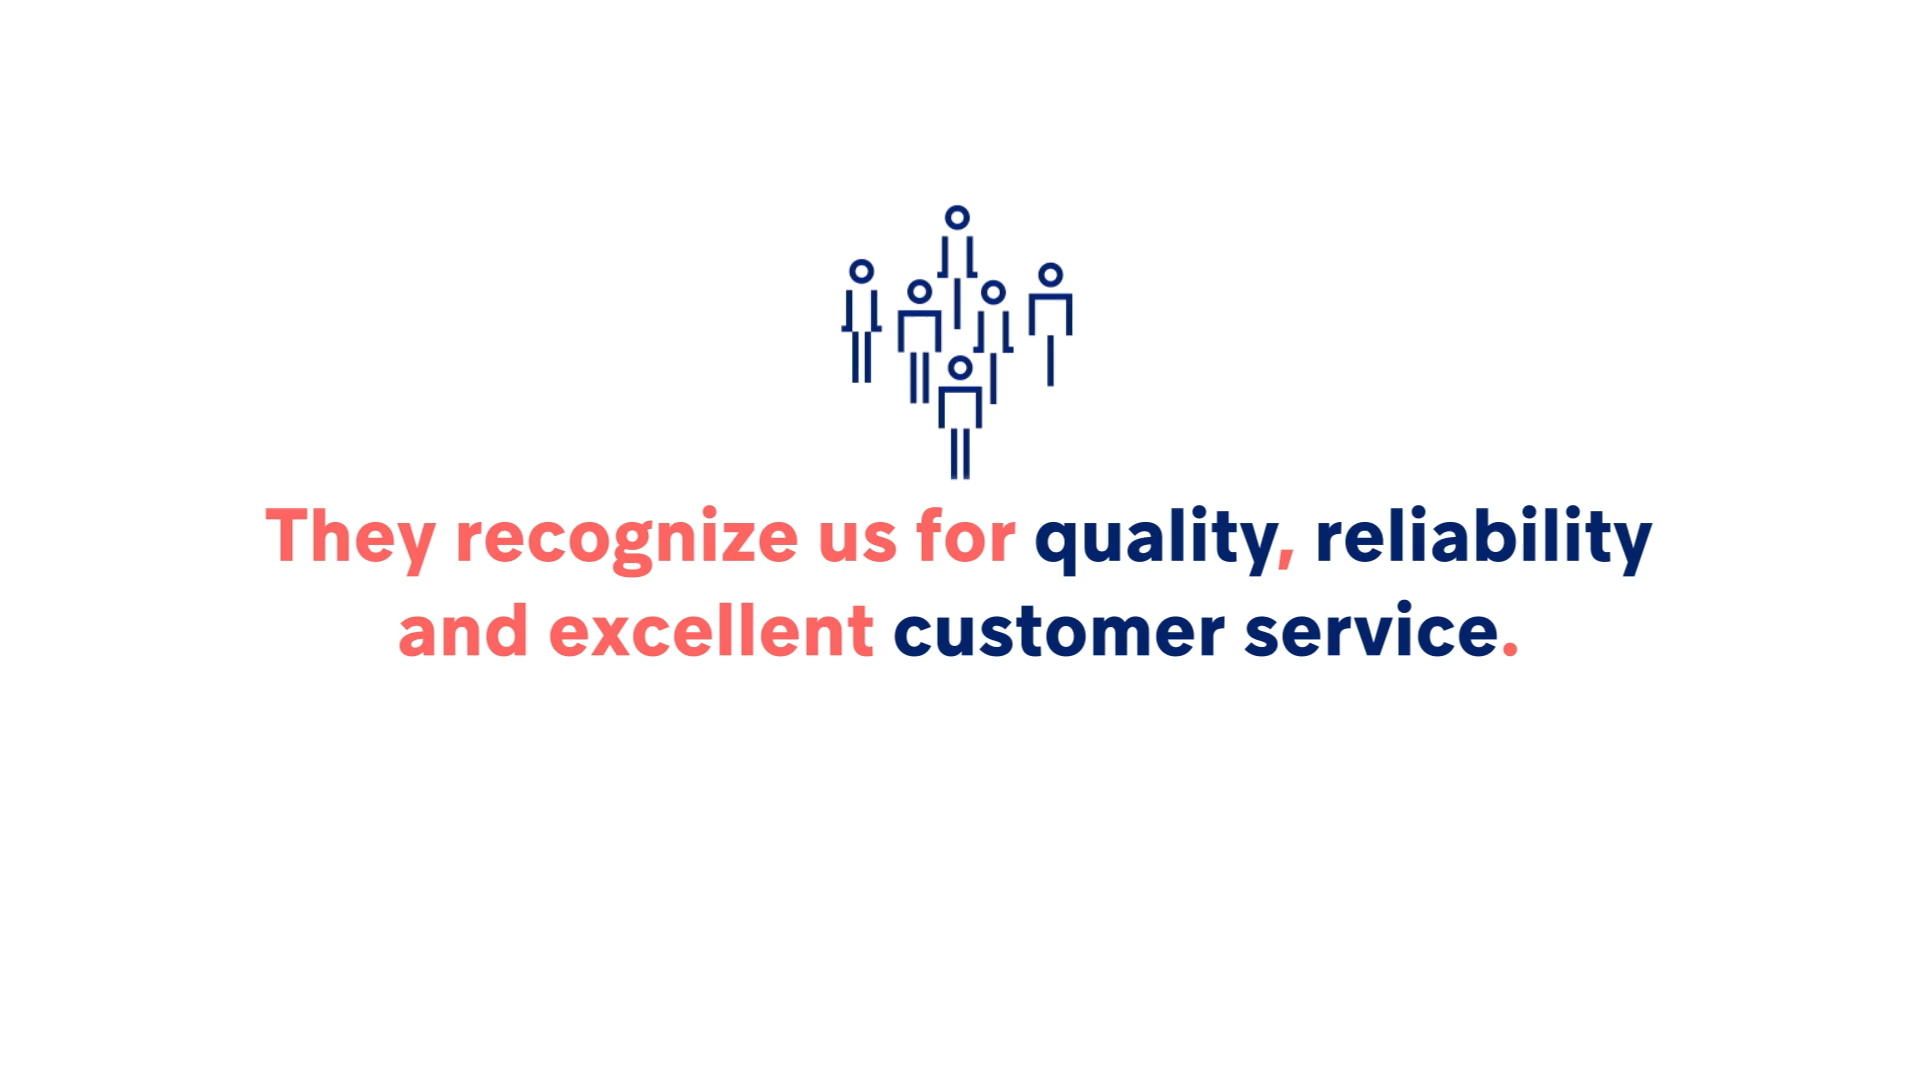 They recognize us for quality, reliability
and excellent customer service.